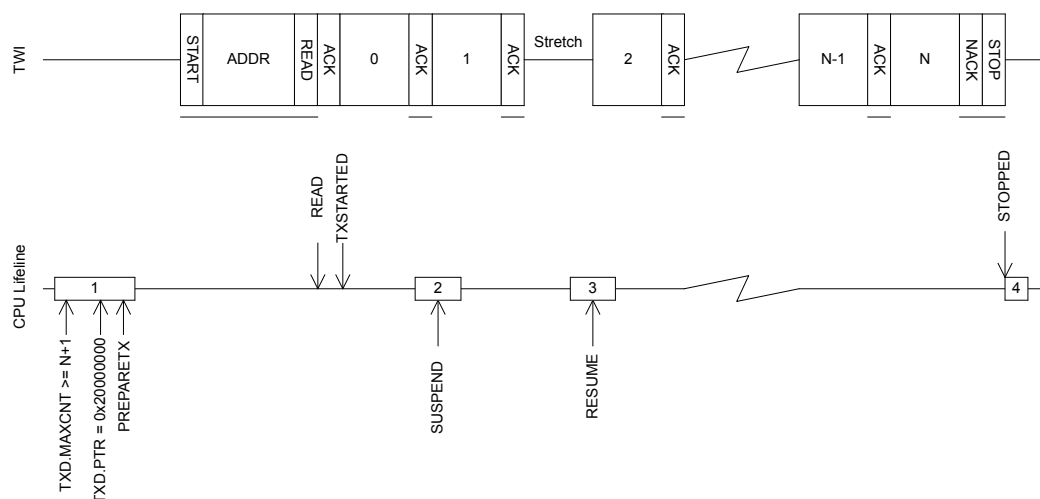 TWI
START
ADDR
READ
ACK
0
ACK
1
ACK
Stretch
2
ACK
N-1
ACK
N
NACK
STOP
CPU Lifeline
READ
TXSTARTED
STOPPED
1
2
3
4
TXD.MAXCNT >= N+1
TXD.PTR = 0x20000000
PREPARETX
SUSPEND
RESUME